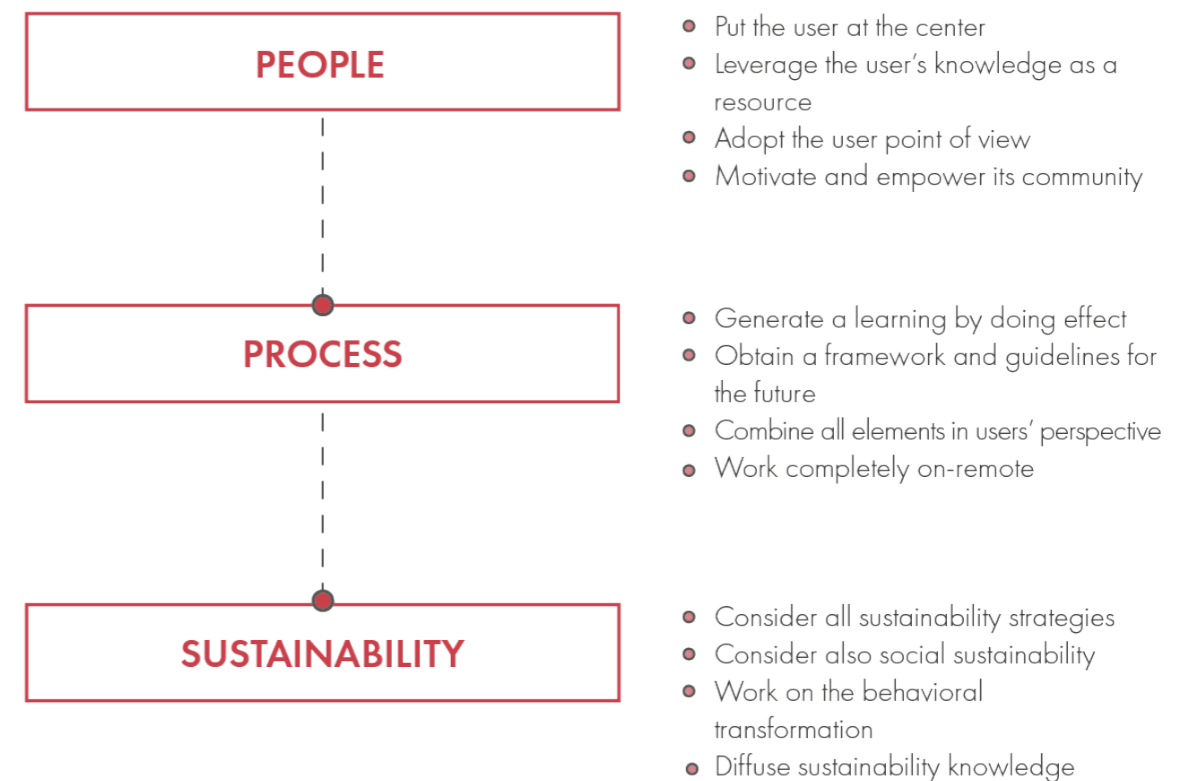 PEOPLE
Put the user at the center
Leverage the user's knowledge as a
resource
Adopt the user point of view
Motivate and empower its community
PROCESS
Generate a learning by doing effect
Obtain a framework and guidelines for
the future
Combine all elements in users' perspective
Work completely on-remote
SUSTAINABILITY
Consider all sustainability strategies
Consider also social sustainability
Work on the behavioral
transformation
Diffuse sustainability knowledge